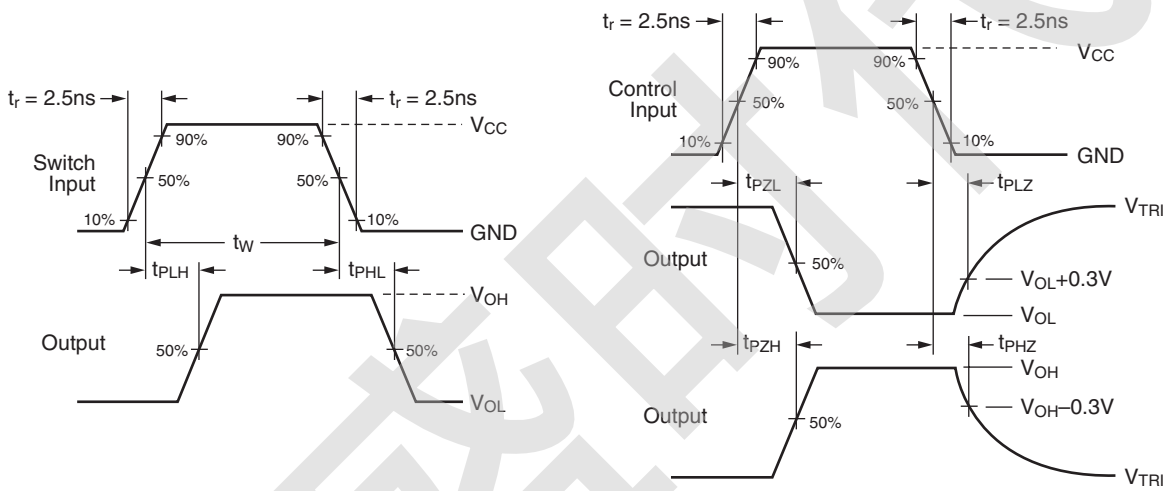 tr = 2.5ns
tr = 2.5ns
VCC
90%
90%
Switch
Input
50%
50%
10%
10%
GND
tW
tPLH
tPHL
VOH
Output
50%
50%
VOL
tr = 2.5ns
tr = 2.5ns
VCC
90%
90%
Control
Input
50%
50%
10%
10%
GND
tPZL
tPLZ
VTRI
Output
50%
VOL+0.3V
VOL
tPZH
tPHZ
VOH
VOH–0.3V
Output
50%
VTRI